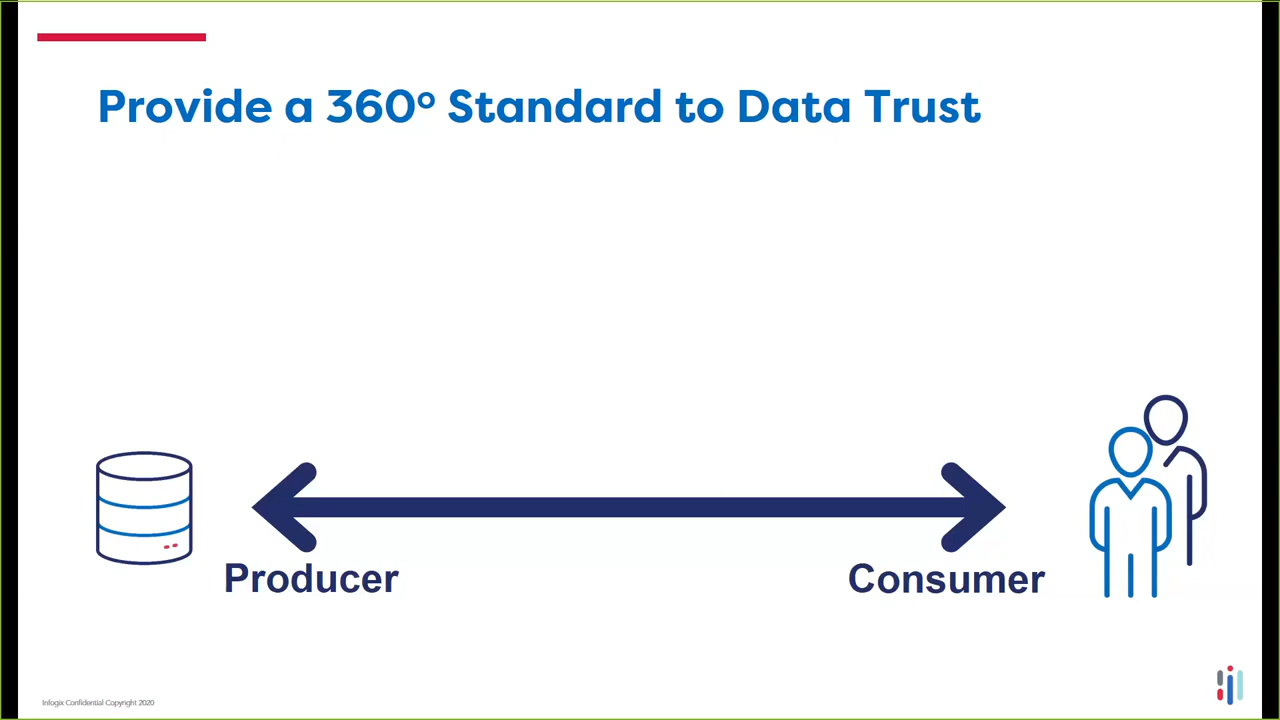 Provide a 360º Standard to Data Trust
Producer
Consumer
Infogix Confidential Copyright 2020